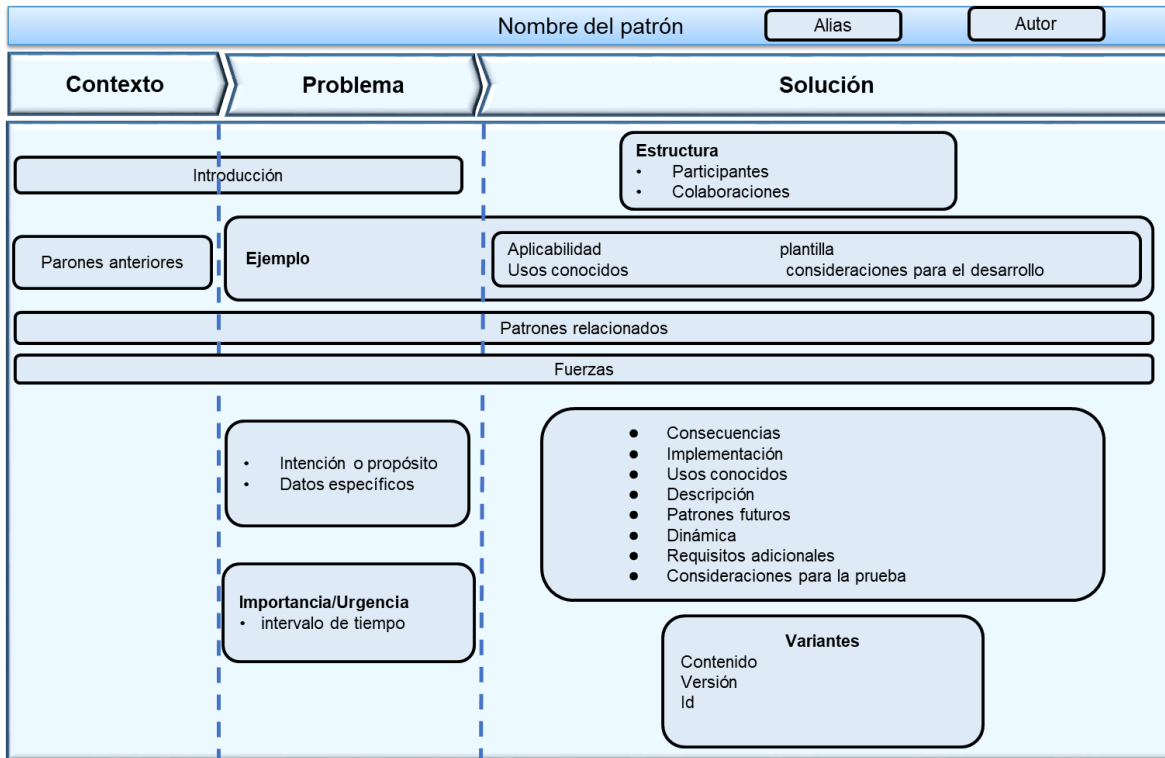 Nombre del patrón
Alias
Autor
Contexto
Problema
Solución
Introducción
Estructura
• Participantes
• Colaboraciones
Parones anteriores
Ejemplo
Aplicabilidad plantilla
Usos conocidos consideraciones para el desarrollo
Patrones relacionados
Fuerzas
• Intención o propósito
• Datos específicos
● Consecuencias
● Implementación
● Usos conocidos
● Descripción
● Patrones futuros
● Dinámica
● Requisitos adicionales
● Consideraciones para la prueba
Importancia/Urgencia
• intervalo de tiempo
Variantes
Contenido
Versión
Id